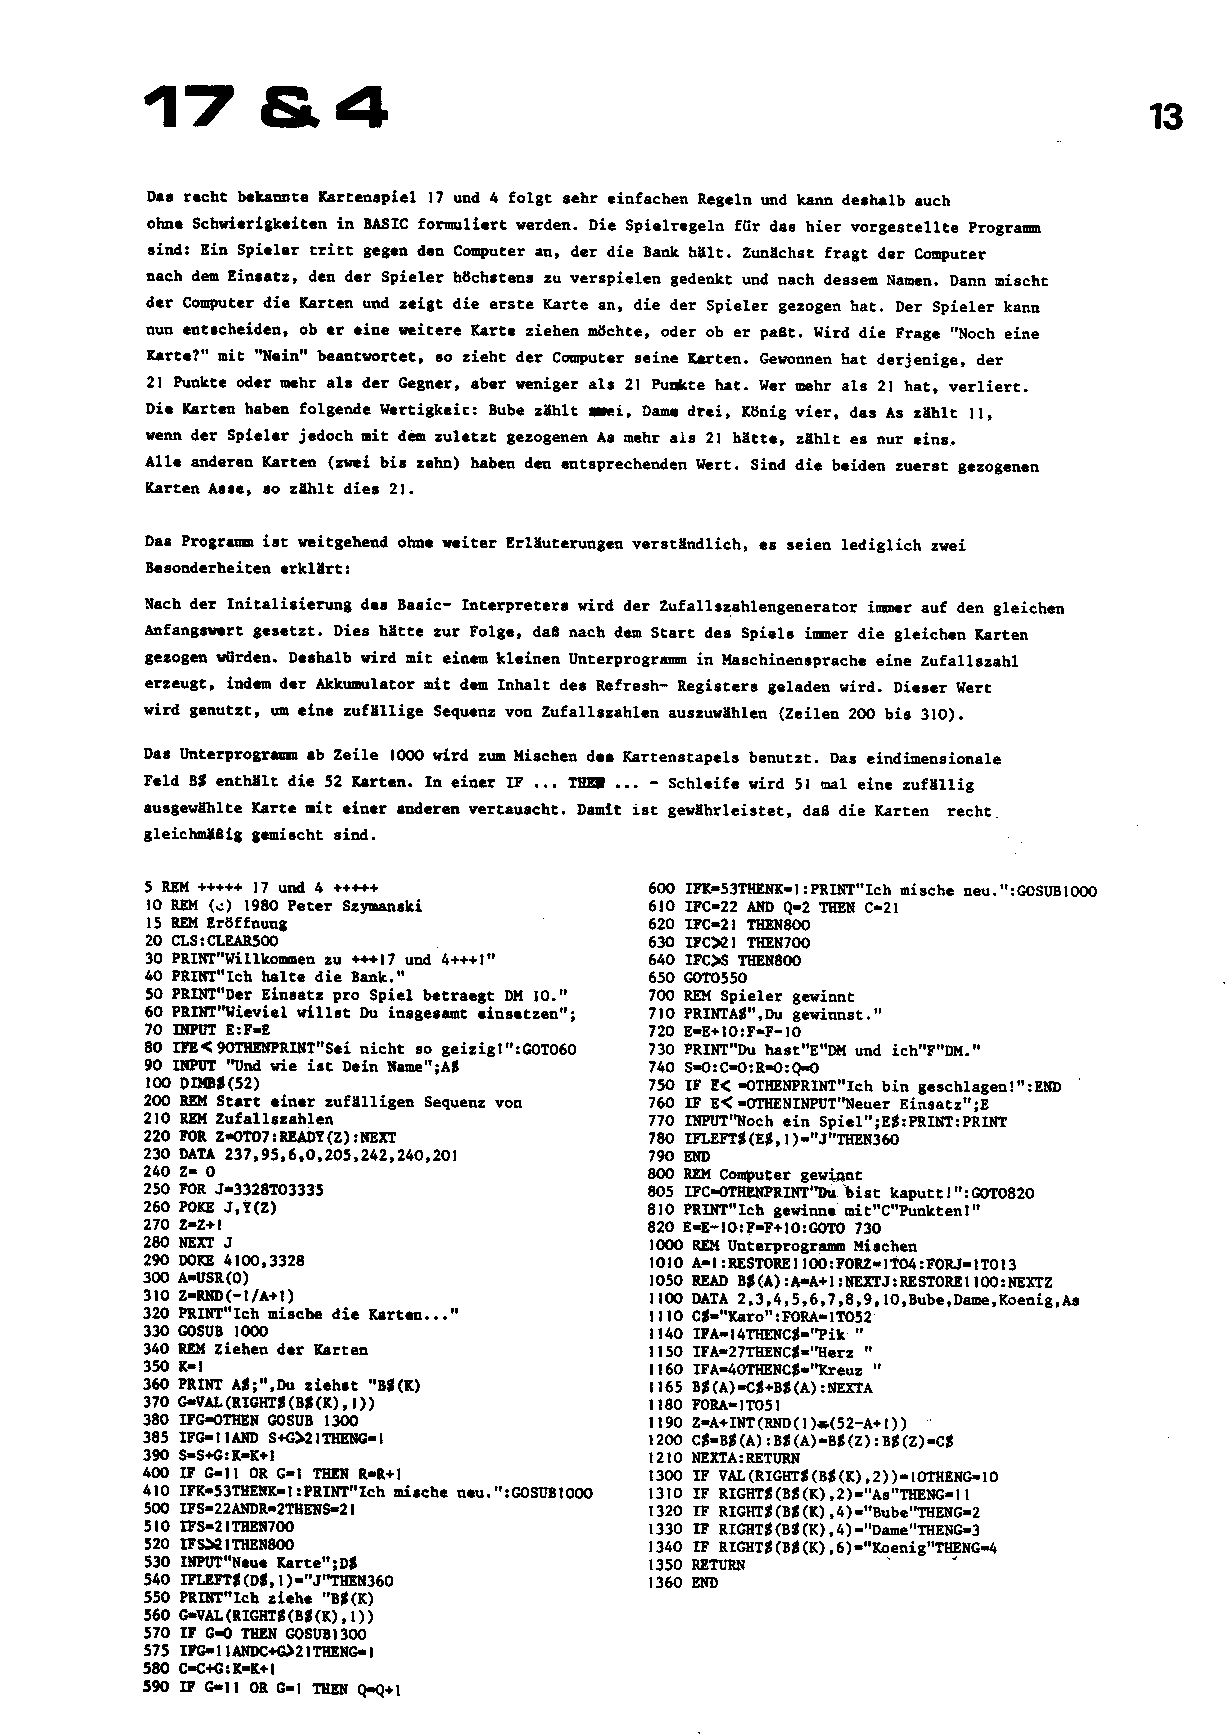 17 & 4
13
Das recht bekannte Kartenspiel 17 und 4 folgt sehr einfachen Regeln und kann deshalb auch
ohne Schwierigkeiten in BASIC formuliert werden. Die Spielregeln für das hier vorgestellte Programm
sind: Ein Spieler tritt gegen den Computer an, der die Bank hält. Zunächst fragt der Computer
nach dem Einsatz, den der Spieler höchstens zu verspielen gedenkt und nach dessem Namen. Dann mischt
der Computer die Karten und zeigt die erste Karte an, die der Spieler gezogen hat. Der Spieler kann
nun entscheiden, ob er eine weitere Karte ziehen möchte, oder ob er paßt. Wird die Frage "Noch eine
Karte?" mit "Nein" beantwortet, so zieht der Computer seine Karten. Gewonnen hat derjenige, der
21 Punkte oder mehr als der Gegner, aber weniger als 21 Punkte hat. Wer mehr als 21 hat, verliert.
Die Karten haben folgende Wertigkeit: Bube zählt zwei, Dame drei, König vier, das As zählt 11,
wenn der Spieler jedoch mit dem zuletzt gezogenen As mehr als 21 hätte, zählt es nur eins.
Alle anderen Karten (zwei bis zehn) haben den entsprechenden Wert. Sind die beiden zuerst gezogenen
Karten Asse, so zählt dies 21.
Das Programm ist weitgehend ohne weiter Erläuterungen verständlich, es seien lediglich zwei
Besonderheiten erklärt:
Nach der Initalisierung des Basic- Interpreters wird der Zufallszahlengenerator immer auf den gleichen
Anfangswert gesetzt. Dies hätte zur Folge, daß nach dem Start des Spiels immer die gleichen Karten
gezogen würden. Deshalb wird mit einem kleinen Unterprogramm in Maschinensprache eine Zufallszahl
erzeugt, indem der Akkumulator mit dem Inhalt des Refresh- Registers geladen wird. Dieser Wert
wird genutzt, um eine zufällige Sequenz von Zufallszahlen auszuwählen (Zeilen 200 bis 310).
Das Unterprogramm ab Zeile 1000 wird zum Mischen des Kartenstapels benutzt. Das eindimensionale
Feld B$ enthält die 52 Karten. In einer IF ... THEN ... - Schleife wird 51 mal eine zufällig
ausgewählte Karte mit einer anderen vertauscht. Damit ist gewährleistet, daß die Karten recht
gleichmäßig gemischt sind.
5 REM +++++ 17 und 4 +++++
10 REM (c) 1980 Peter Szymanski
15 REM Eröffnung
20 CLS:CLEAR500
30 PRINT"Willkommen zu +++17 und 4+++!"
40 PRINT"Ich halte die Bank."
50 PRINT"Der Einsatz pro Spiel betraegt DM 10."
60 PRINT"Wieviel willst Du insgesamt einsetzen";
70 INPUT E:F=E
80 IFE<90THENPRINT"Sei nicht so geizig!":GOTO60
90 INPUT "Und wie ist Dein Name";A$
100 DIMB$(52)
200 REM Start einer zufälligen Sequenz von
210 REM Zufallszahlen
220 FOR Z=0TO7:READY(Z):NEXT
230 DATA 237,95,6,0,205,242,240,201
240 Z= 0
250 FOR J=3328TO3335
260 POKE J,Y(Z)
270 Z=Z+1
280 NEXT J
290 DOKE 4100,3328
300 A=USR(0)
310 Z=RND(-1/A+1)
320 PRINT"Ich mische die Karten..."
330 GOSUB 1000
340 REM Ziehen der Karten
350 K=1
360 PRINT A$;",Du ziehst "B$(K)
370 G=VAL(RIGHT$(B$(K),1))
380 IFG=0THEN GOSUB 1300
385 IFG=11AND S+G>21THENG=1
390 S=S+G:K=K+1
400 IF G=11 OR G=1 THEN R=R+1
410 IFK=53THENK=1:PRINT"Ich mische neu.":GOSUB1000
500 IFS=22ANDR=2THENS=21
510 IFS=21THEN700
520 IFS>21THEN800
530 INPUT"Neue Karte";D$
540 IFLEFT$(D$,1)="J"THEN360
550 PRINT"Ich ziehe "B$(K)
560 G=VAL(RIGHT$(B$(K),1))
570 IF G=0 THEN GOSUB1300
575 IFG=11ANDC+G>21THENG=1
580 C=C+G:K=K+1
590 IF G=11 OR G=1 THEN Q=Q+1
600 IFK=53THENK=1:PRINT"Ich mische neu.":GOSUB1000
610 IFC=22 AND Q=2 THEN C=21
620 IFC=21 THEN800
630 IFC>21 THEN700
640 IFC>S THEN800
650 GOTO550
700 REM Spieler gewinnt
710 PRINTA$",Du gewinnst."
720 E=E+10:F=F-10
730 PRINT"Du hast"E"DM und ich"F"DM."
740 S=0:C=0:R=0:Q=0
750 IF F< =0THENPRINT"Ich bin geschlagen!":END
760 IF E< =0THENINPUT"Neuer Einsatz";E
770 INPUT"Noch ein Spiel";E$:PRINT:PRINT
780 IFLEFT$(E$,1)="J"THEN360
790 END
800 REM Computer gewinnt
805 IFC=0THENPRINT"Du bist kaputt!":GOTO820
810 PRINT"Ich gewinne mit"C"Punkten!"
820 E=E-10:F=F+10:GOTO 730
1000 REM Unterprogramm Mischen
1010 A=1:RESTORE1100:FORZ=1TO4:FORJ=1TO13
1050 READ B$(A):A=A+1:NEXTJ:RESTORE1100:NEXTZ
1100 DATA 2,3,4,5,6,7,8,9,10,Bube,Dame,Koenig,As
1110 C$="Karo":FORA=1TO52
1140 IFA=14THENC$="Pik "
1150 IFA=27THENC$="Herz "
1160 IFA=40THENC$="Kreuz "
1165 B$(A)=C$+B$(A):NEXTA
1180 FORA=1TO51
1190 Z=A+INT(RND(1)*(52-A+1))
1200 C$=B$(A):B$(A)=B$(Z):B$(Z)=C$
1210 NEXTA:RETURN
1300 IF VAL(RIGHT$(B$(K),2))=10THENG=10
1310 IF RIGHT$(B$(K),2)="As"THENG=11
1320 IF RIGHT$(B$(K),4)="Bube"THENG=2
1330 IF RIGHT$(B$(K),4)="Dame"THENG=3
1340 IF RIGHT$(B$(K),6)="Koenig"THENG=4
1350 RETURN
1360 END